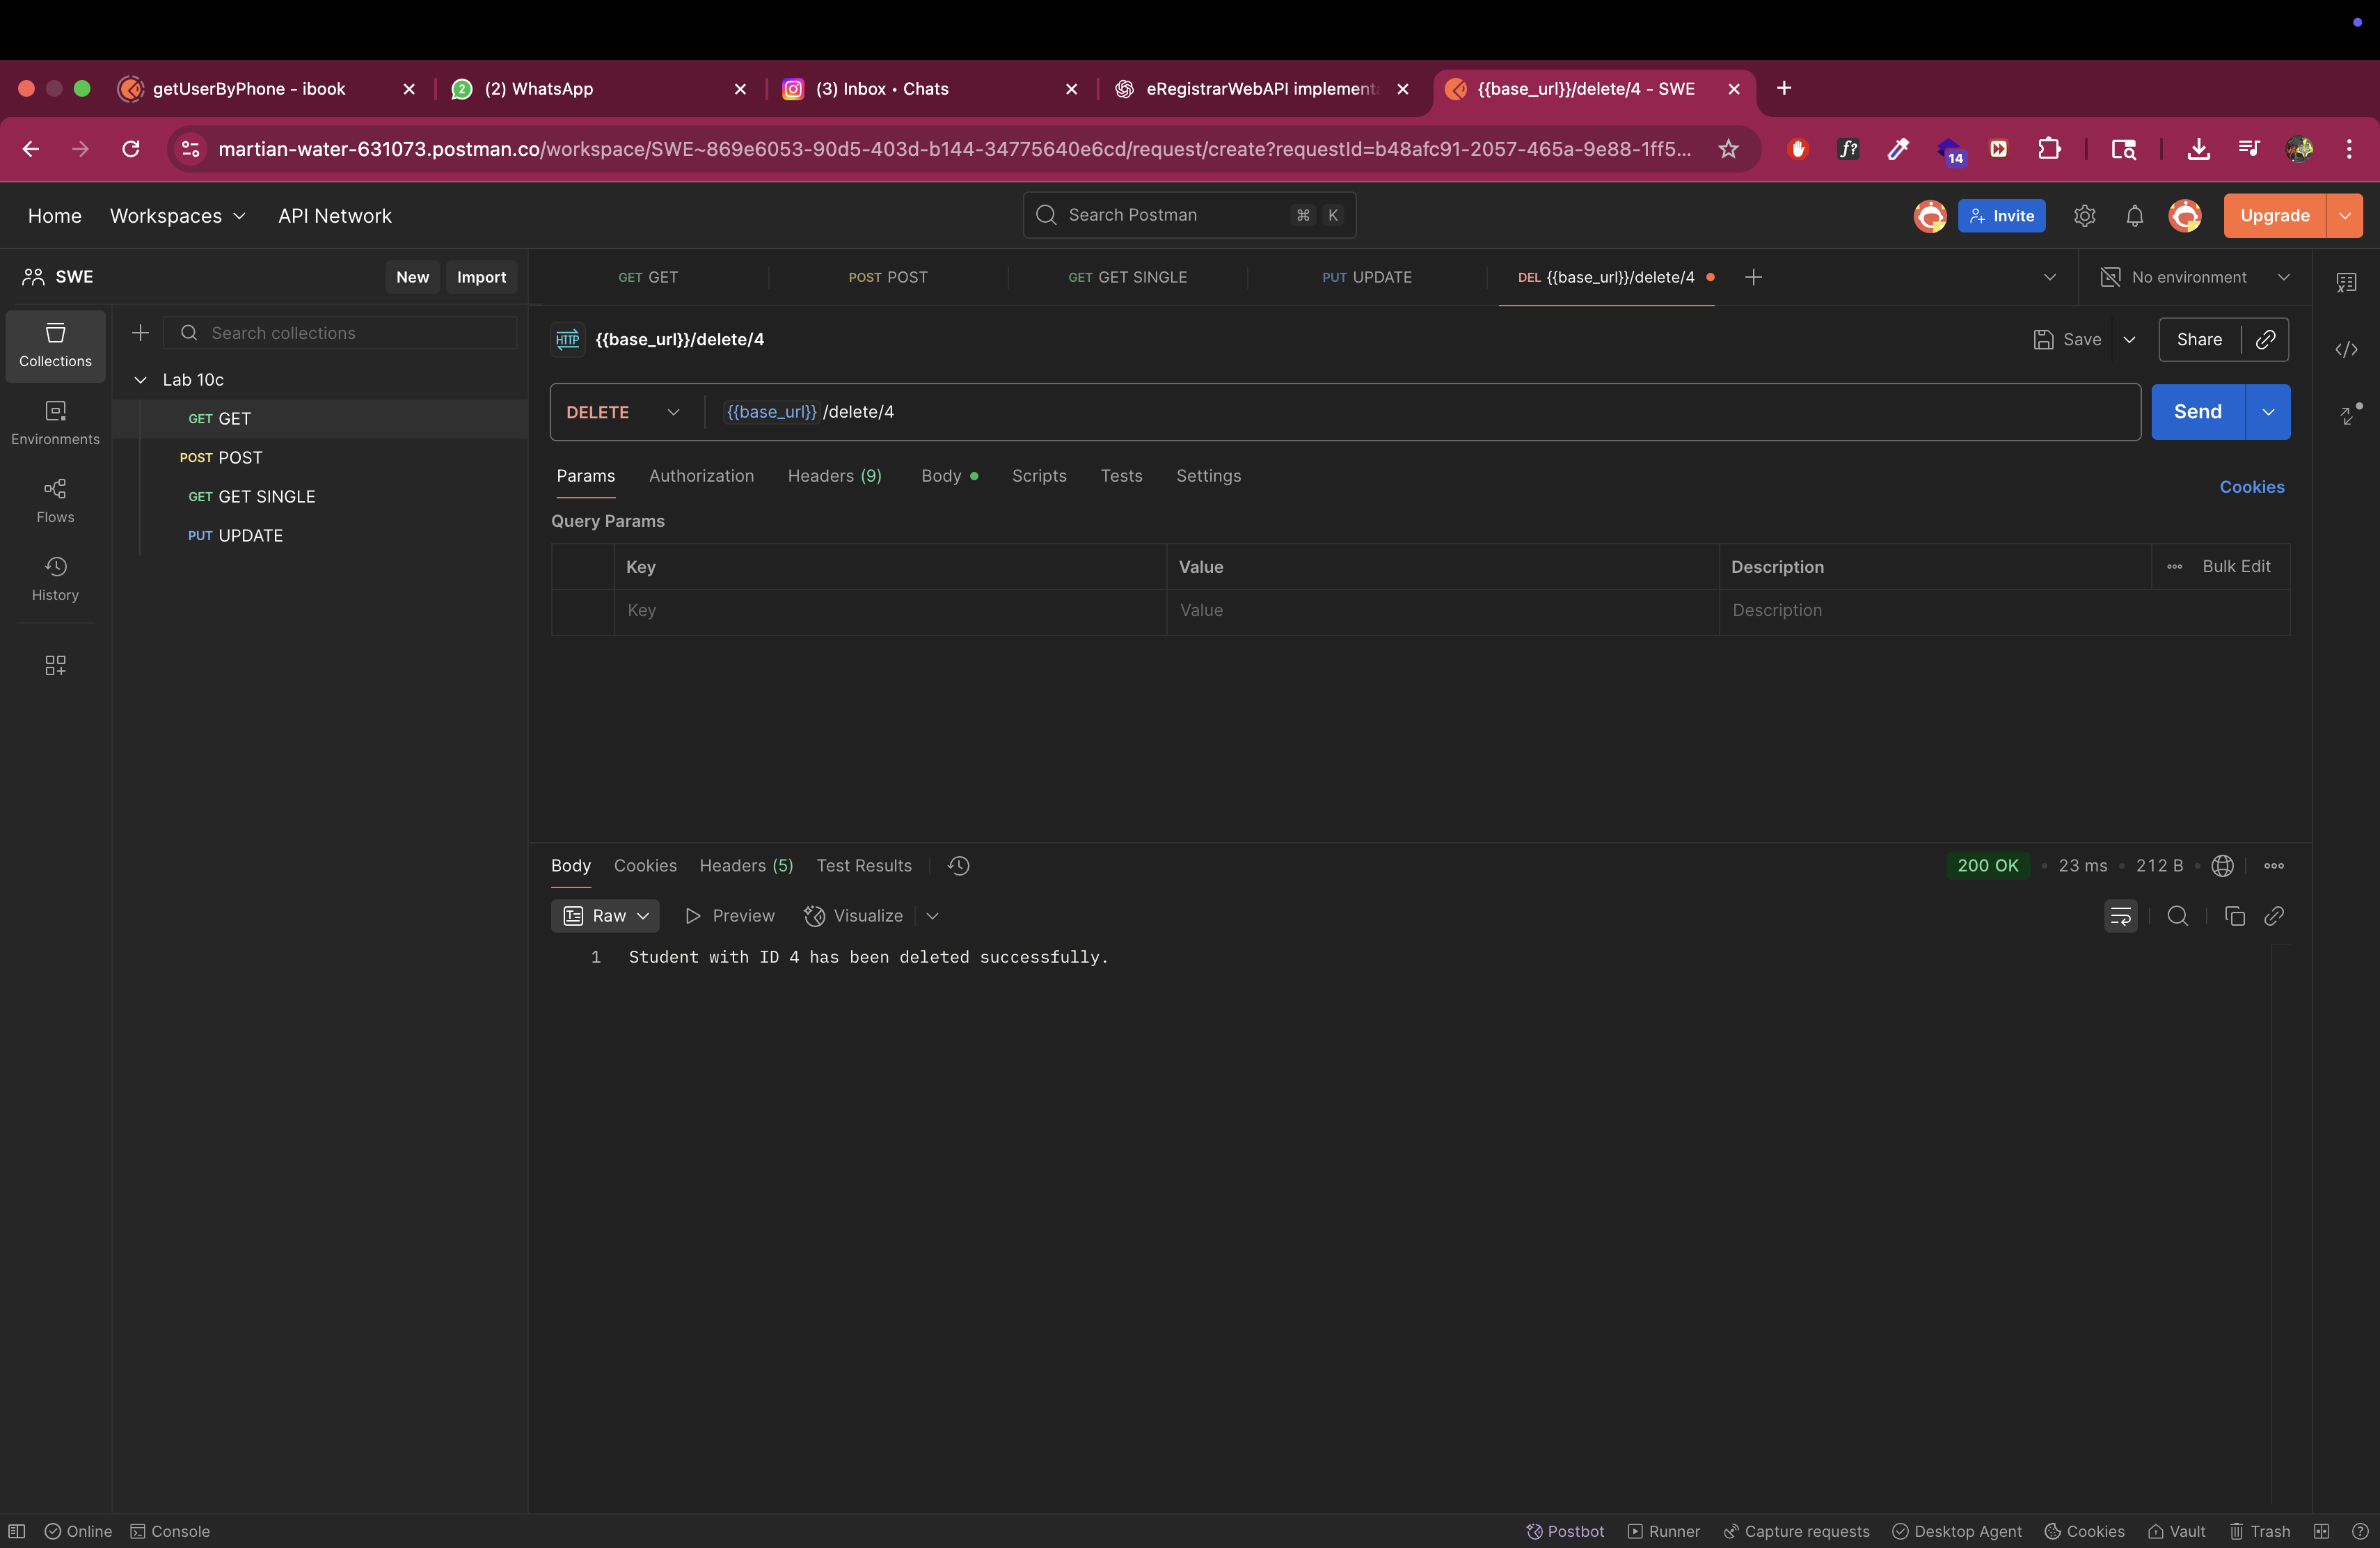 getUserByPhone - ibook
2
(2) WhatsApp
(3) Inbox • Chats
eRegistrarWebAPI implement
{{base_url}}/delete/4 - SWE
martian-water-631073.postman.co/workspace/SWE~869e6053-90d5-403d-b144-34775640e6cd/request/create?requestId=b48afc91-2057-465a-9e88-1ff5...
f?
14
Home
Workspaces
API Network
Search Postman
⌘ K
Invite
Upgrade
SWE
New
Import
GET GET
POST POST
GET GET SINGLE
PUT UPDATE
DEL {{base_url}}/delete/4
No environment
Collections
Environments
Flows
History
Search collections
Lab 10c
GET GET
POST POST
GET GET SINGLE
PUT UPDATE
HTTP
{{base_url}}/delete/4
Save
Share
DELETE
{{base_url}} /delete/4
Send
Params
Authorization
Headers (9)
Body
Scripts
Tests
Settings
Cookies
Query Params
Key
Value
Description
Bulk Edit
Key
Value
Description
Body
Cookies
Headers (5)
Test Results
200 OK
23 ms
212 B
Raw
Preview
Visualize
1 Student with ID 4 has been deleted successfully.
Online
Console
Postbot
Runner
Capture requests
Desktop Agent
Cookies
Vault
Trash